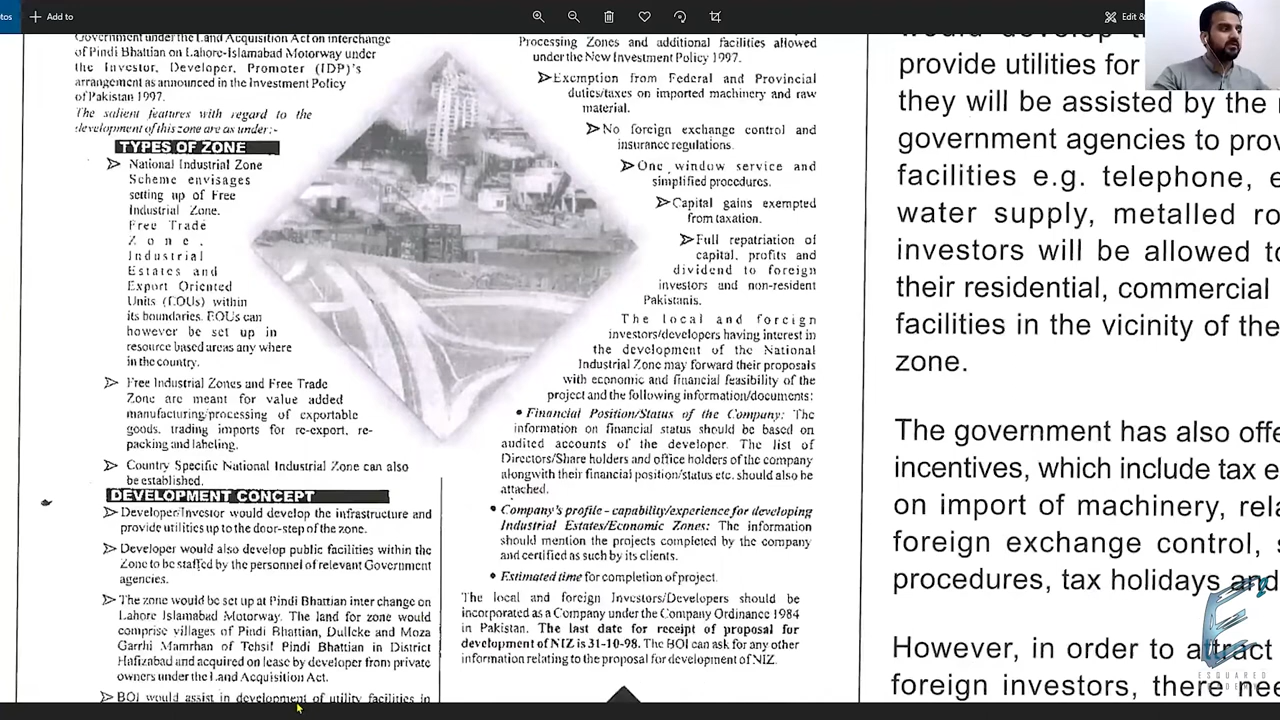 Add to
Edit &
Government under the Land Acquisition Act on interchange
of Pindi Bhattian on Lahore-Islamabad Motorway under
the Investor, Developer, Promoter (IDP)'s
arrangement as announced in the Investment Policy
of Pakistan 1997.
The salient features with regard to the
development of this zone are as under:-
TYPES OF ZONE
National Industrial Zone
Scheme envisages
setting up of Free
Industrial Zone.
Free Trade
Zone,
Industrial
Estates and
Export Oriented
Units (EOUs) within
its boundaries. EOUs can
however be set up in
resource based areas any where
in the country.
Free Industrial Zones and Free Trade
Zone are meant for value added
manufacturing/processing of exportable
goods, trading imports for re-export, re-
packing and labeling.
Country Specific National Industrial Zone can also
be established.
DEVELOPMENT CONCEPT
Developer/Investor would develop the infrastructure and
provide utilities up to the door-step of the zone.
Developer would also develop public facilities within the
Zone to be staffed by the personnel of relevant Government
agencies.
The zone would be set up at Pindi Bhattian inter change on
Lahore Islamabad Motorway. The land for zone would
comprise villages of Pindi Bhattian, Dulleke and Moza
Garrhi Mamrhan of Tehsil Pindi Bhattian in District
Hafizabad and acquired on lease by developer from private
owners under the Land Acquisition Act.
BOI would assist in development of utility facilities in
Processing Zones and additional facilities allowed
under the New Investment Policy 1997.
Exemption from Federal and Provincial
duties/taxes on imported machinery and raw
material.
No foreign exchange control and
insurance regulations.
One window service and
simplified procedures.
Capital gains exempted
from taxation.
Full repatriation of
capital, profits and
dividend to foreign
investors and non-resident
Pakistanis.
The local and foreign
investors/developers having interest in
the development of the National
Industrial Zone may forward their proposals
with economic and financial feasibility of the
project and the following information/documents:
• Financial Position/Status of the Company: The
information on financial status should be based on
audited accounts of the developer. The list of
Directors/Share holders and office holders of the company
alongwith their financial position/status etc. should also be
attached.
• Company's profile - capability/experience for developing
Industrial Estates/Economic Zones: The information
should mention the projects completed by the company
and certified as such by its clients.
• Estimated time for completion of project.
The local and foreign Investors/Developers should be
incorporated as a Company under the Company Ordinance 1984
in Pakistan. The last date for receipt of proposal for
development of NIZ is 31-10-98. The BOI can ask for any other
information relating to the proposal for development of NIZ.
would develop
provide utilities for
they will be assisted by the
government agencies to
facilities e.g. telephone,
water supply, metalled
investors will be allowed
their residential, commercial
facilities in the vicinity of the
zone.
The government has also
incentives, which include tax
on import of machinery,
foreign exchange control,
procedures, tax holidays and
However, in order to attract
foreign investors, there
ESQUARED